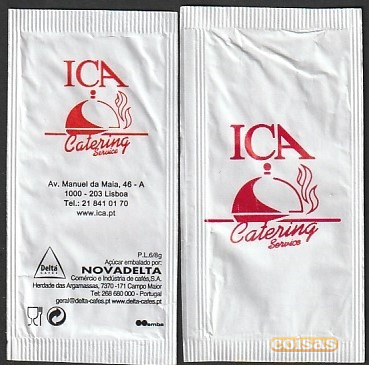 ICA
Catering
Service
Av. Manuel da Maia, 46 - A
1000 - 203 Lisboa
Tel.: 21 841 01 70
www.ica.pt
P.L.6/8g
Açúcar embalado por:
Delta
CAFÉS
NOVADELTA
Comércio e Indústria de cafés,S.A.
Herdade das Argamassas, 7370 -171 Campo Maior
Tel: 268 680 000 - Portugal
geral@delta-cafes.pt www.delta-cafes.pt
ICA
Catering
Service
coisas